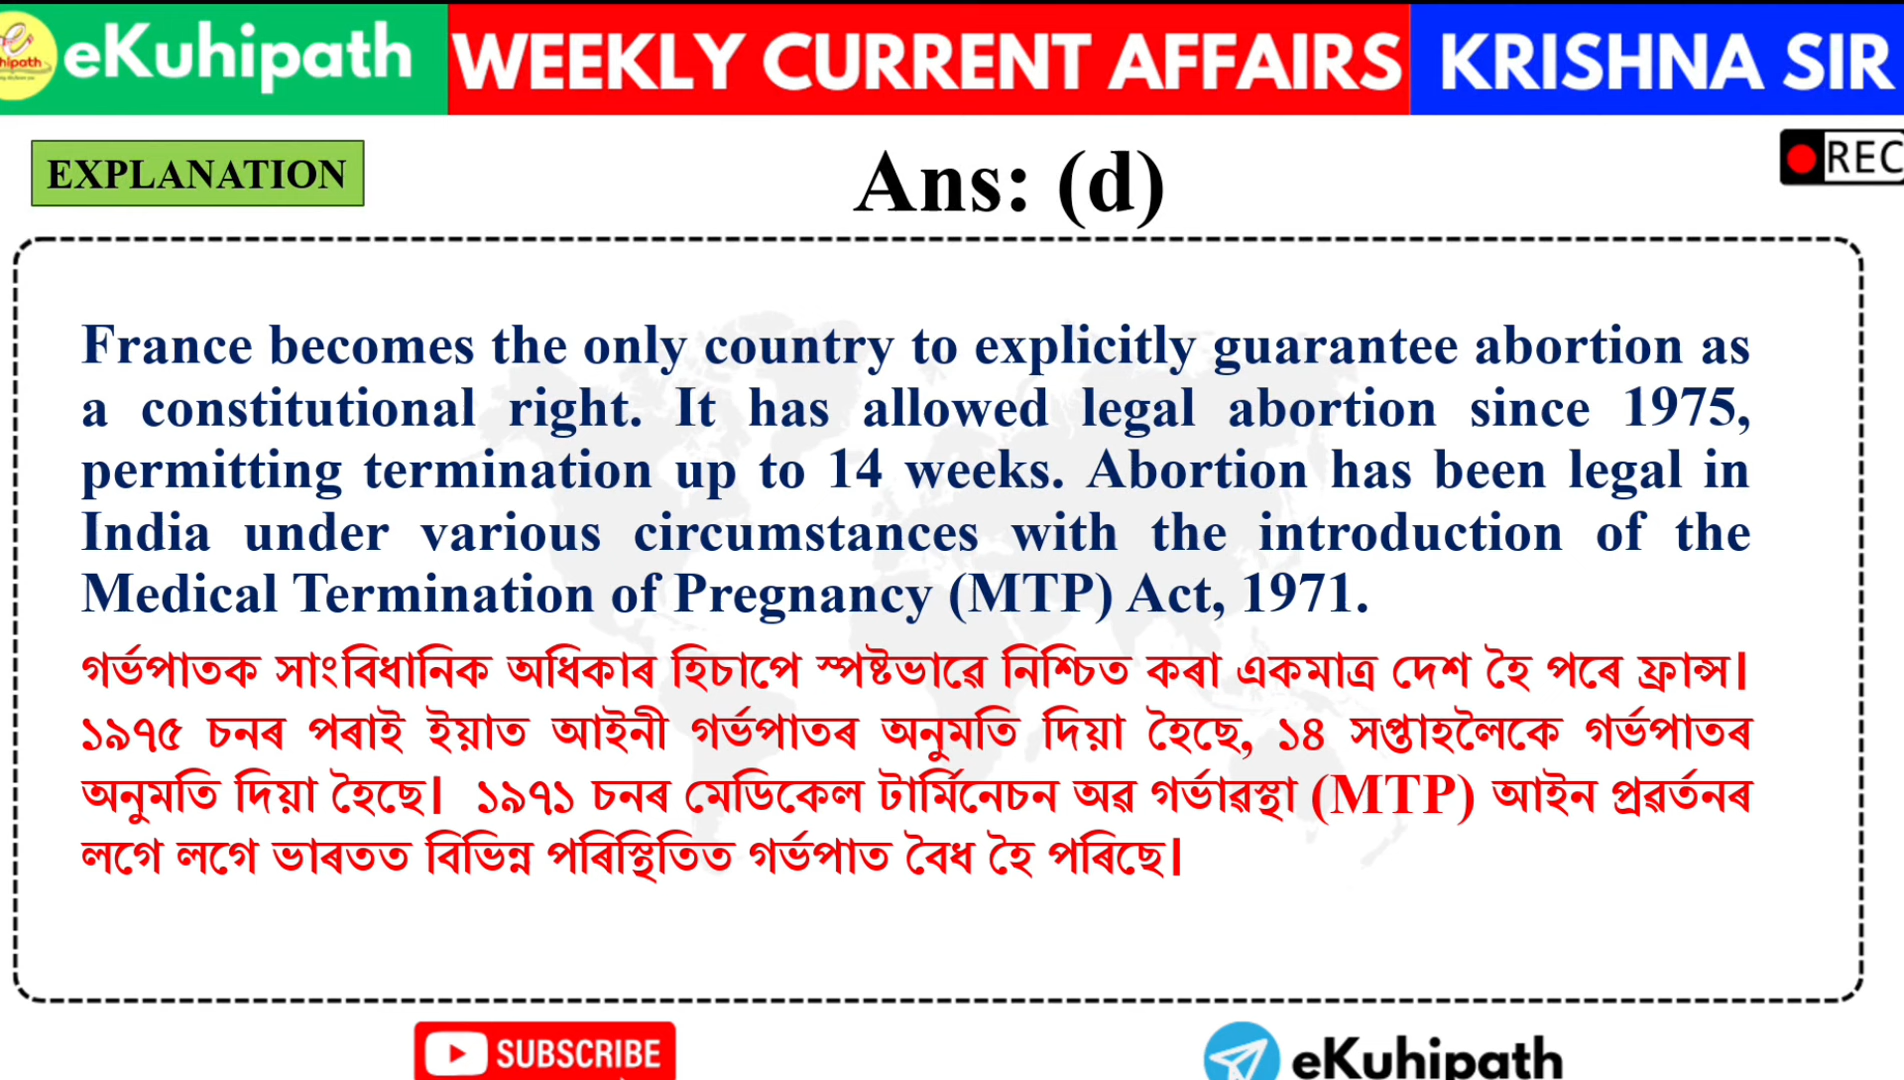 eKuhipath WEEKLY CURRENT AFFAIRS KRISHNA SIR
hipath
EXPLANATION
Ans: (d)
REC
France becomes the only country to explicitly guarantee abortion as
a constitutional right. It has allowed legal abortion since 1975,
permitting termination up to 14 weeks. Abortion has been legal in
India under various circumstances with the introduction of the
Medical Termination of Pregnancy (MTP) Act, 1971.
গৰ্ভপাতক সাংবিধানিক অধিকাৰ হিচাপে স্পষ্টভাৱে নিশ্চিত কৰা একমাত্ৰ দেশ হৈ পৰে ফ্ৰান্স।
১৯৭৫ চনৰ পৰাই ইয়াত আইনী গৰ্ভপাতৰ অনুমতি দিয়া হৈছে, ১৪ সপ্তাহলৈকে গৰ্ভপাতৰ
অনুমতি দিয়া হৈছে। ১৯৭১ চনৰ মেডিকেল টাৰ্মিনেচন অৱ গৰ্ভাৱস্থা (MTP) আইন প্ৰৱৰ্তনৰ
লগে লগে ভাৰতত বিভিন্ন পৰিস্থিতিত গৰ্ভপাত বৈধ হৈ পৰিছে।
SUBSCRIBE
eKuhipath